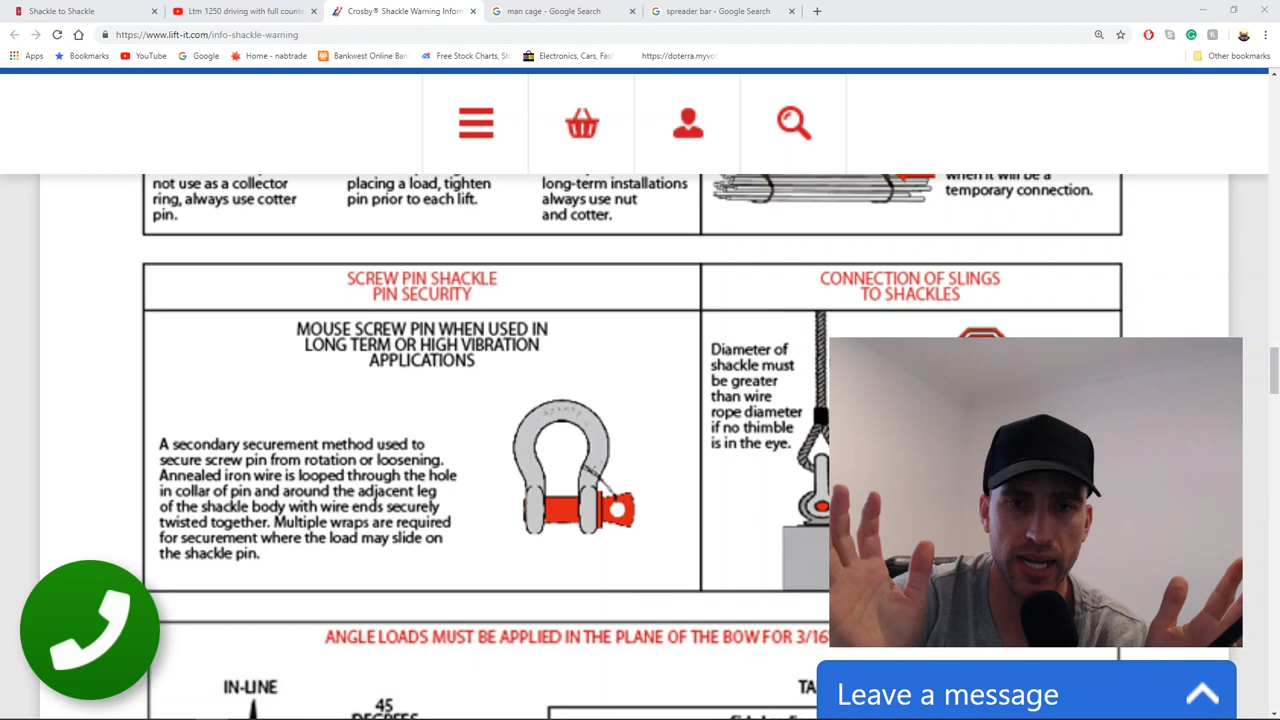 Shackle to Shackle
Ltm 1250 driving with full count
Crosby® Shackle Warning Inform
man cage - Google Search
spreader bar - Google Search
https://www.lift-it.com/info-shackle-warning
Apps
Bookmarks
YouTube
Google
Home - nabtrade
Bankwest Online Ban
Free Stock Charts, Sto
Electronics, Cars, Fash
https://doterra.myvo
Other bookmarks
not use as a collector
ring, always use cotter
pin.
placing a load, tighten
pin prior to each lift.
long-term installations
always use nut
and cotter.
when it will be a
temporary connection.
SCREW PIN SHACKLE
PIN SECURITY
MOUSE SCREW PIN WHEN USED IN
LONG TERM OR HIGH VIBRATION
APPLICATIONS
A secondary securement method used to
secure screw pin from rotation or loosening.
Annealed iron wire is looped through the hole
in collar of pin and around the adjacent leg
of the shackle body with wire ends securely
twisted together. Multiple wraps are required
for securement where the load may slide on
the shackle pin.
CONNECTION OF SLINGS
TO SHACKLES
Diameter of
shackle must
be greater
than wire
rope diameter
if no thimble
is in the eye.
ANGLE LOADS MUST BE APPLIED IN THE PLANE OF THE BOW FOR 3/16
IN-LINE
45
DEGREES
TA
Leave a message